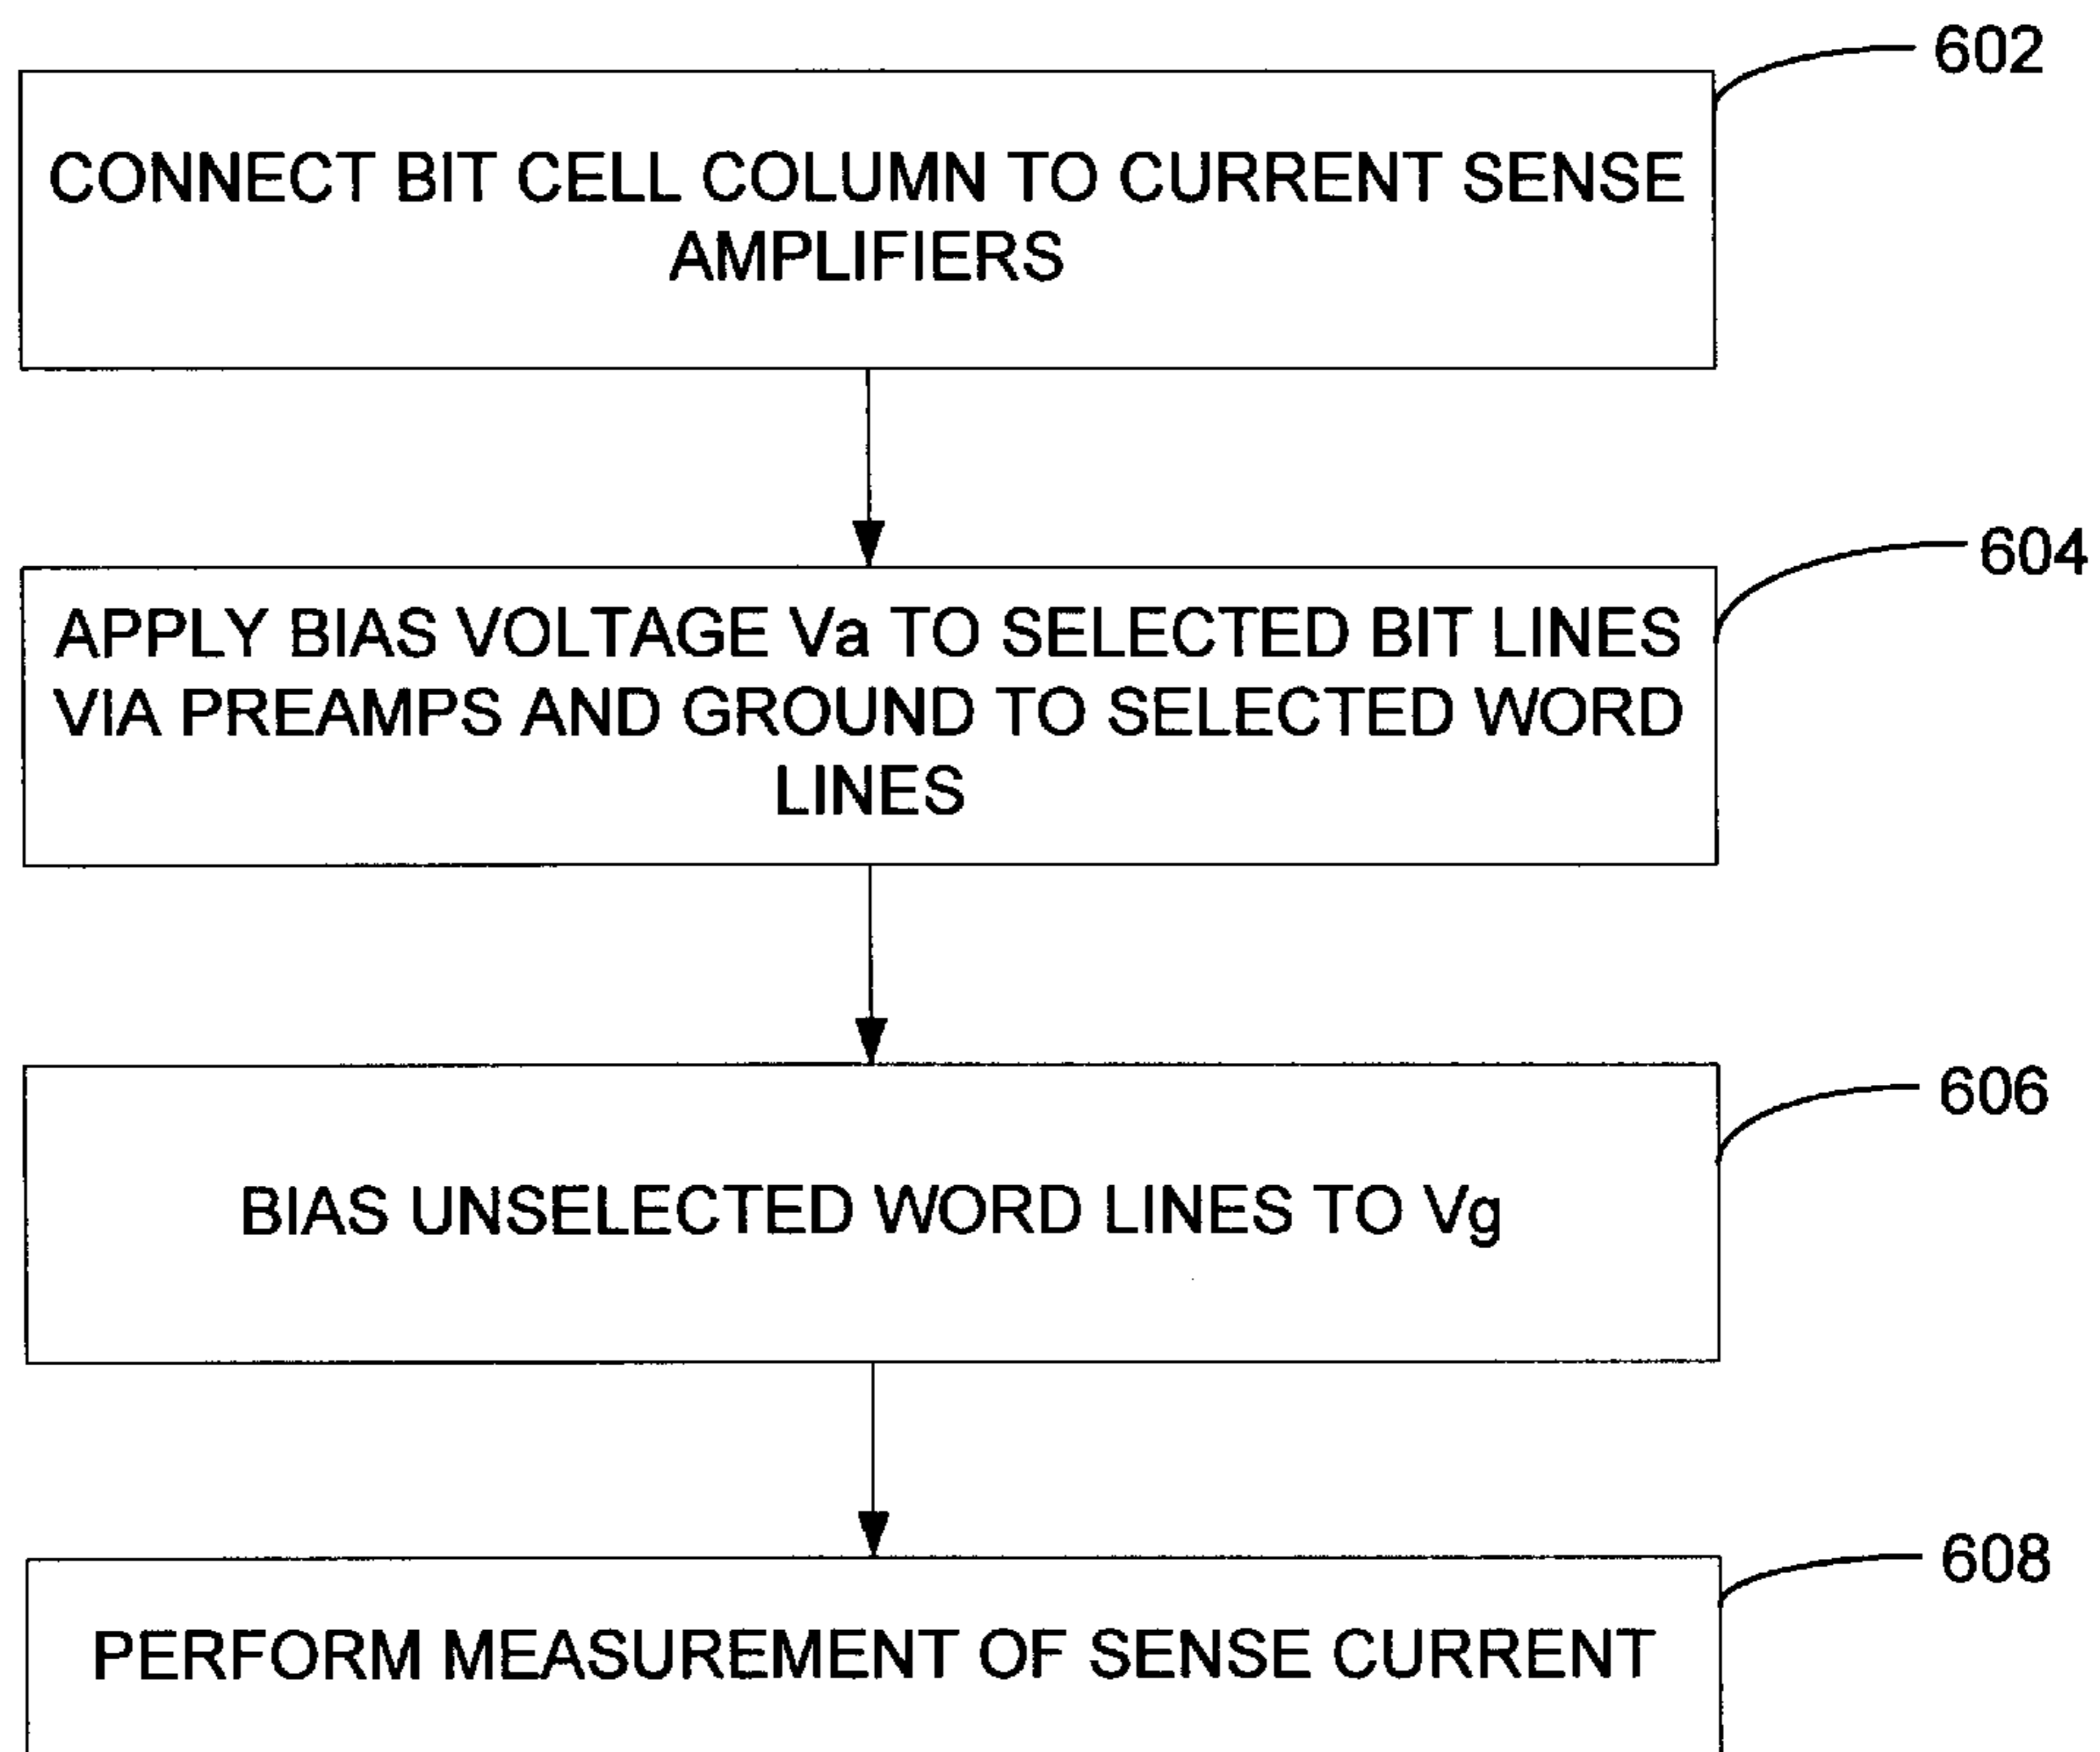 602
CONNECT BIT CELL COLUMN TO CURRENT SENSE
AMPLIFIERS
604
APPLY BIAS VOLTAGE Va TO SELECTED BIT LINES
VIA PREAMPS AND GROUND TO SELECTED WORD
LINES
606
BIAS UNSELECTED WORD LINES TO Vg
608
PERFORM MEASUREMENT OF SENSE CURRENT